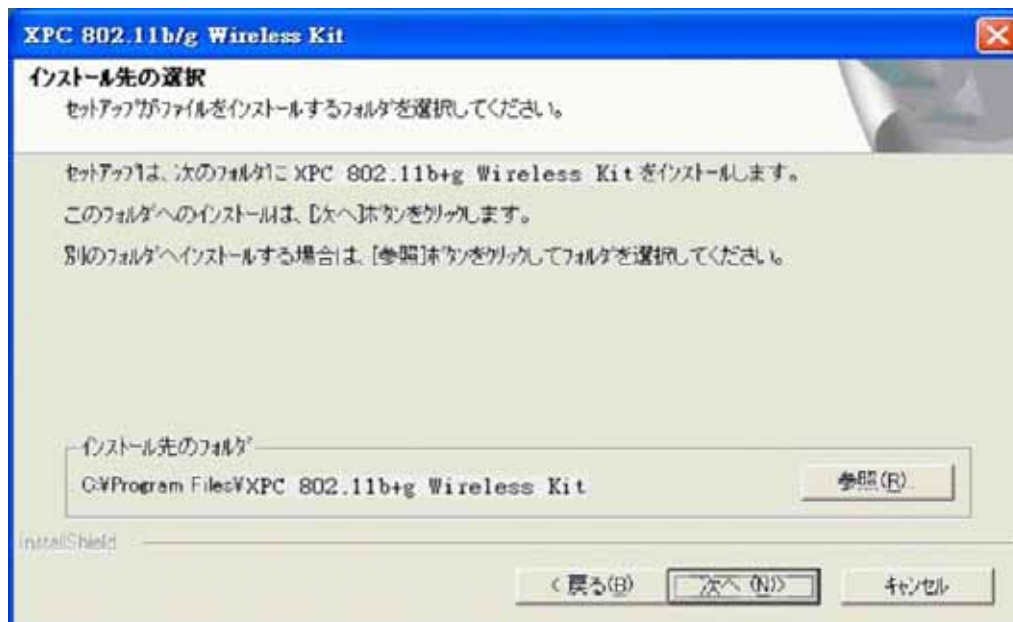 XPC 802.11b/g Wireless Kit
インストール先の選択
セットアップがファイルをインストールするフォルダを選択してください。
セットアップは、次のフォルダに XPC 802.11b+g Wireless Kit をインストールします。
このフォルダへのインストールは、[次へ]ボタンをクリックします。
別のフォルダへインストールする場合は、[参照]ボタンをクリックしてフォルダを選択してください。
インストール先のフォルダ
C:¥Program Files¥XPC 802.11b+g Wireless Kit
参照(R)...
InstallShield
< 戻る(B)
次へ (N)>
キャンセル